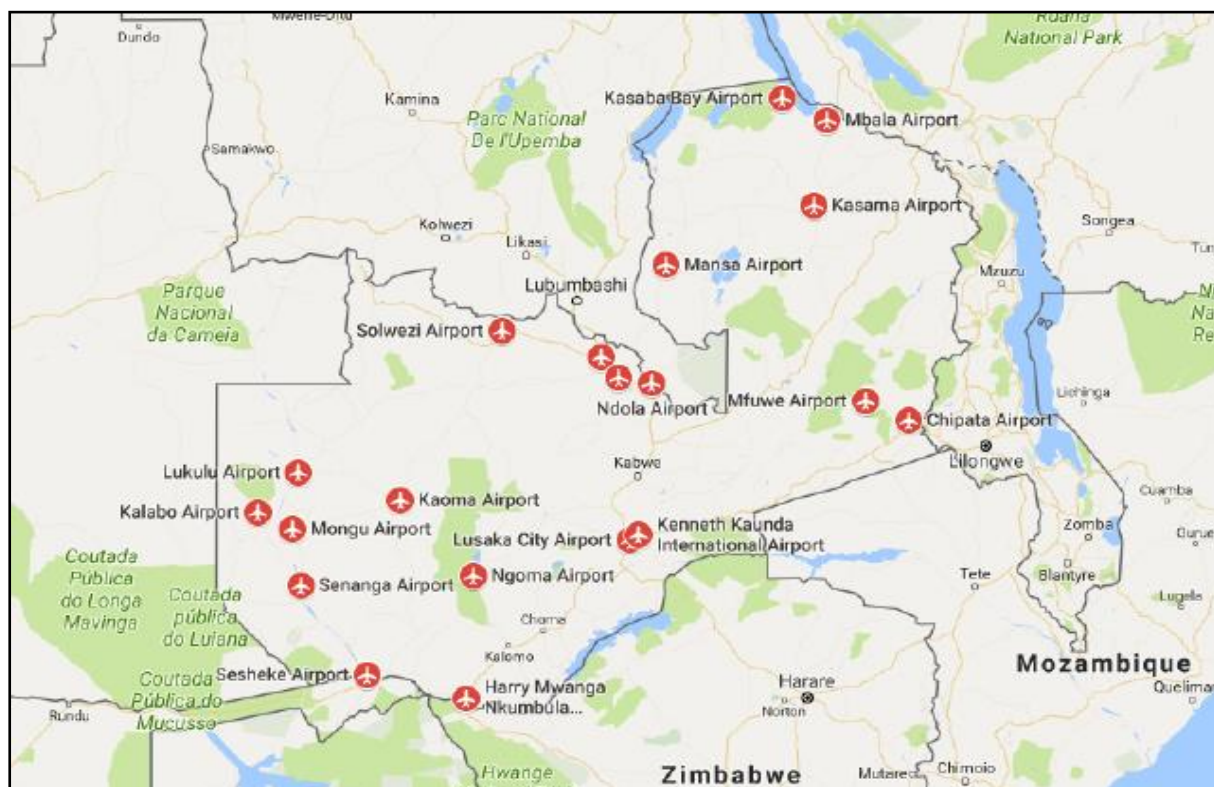 Dundo
Ruaha
National Park
Kamina
Parc National
De l'Upemba
Kasaba Bay Airport
Mbala Airport
Samakwo
Kasama Airport
Kolwezi
Likasi
Songea
Mansa Airport
Mzuzu
Lubumbashi
Parque
Nacional
da Cameia
Solwezi Airport
Lichinga
Mfuwe Airport
Ndola Airport
Chipata Airport
Lilongwe
Lukulu Airport
Kabwe
Cuamba
Kaoma Airport
Kalabo Airport
Mongu Airport
Lusaka City Airport
Kenneth Kaunda
International Airport
Zomba
Coutada
Pública
do Longa
Mavinga
Coutada
pública
do Luiana
Ngoma Airport
Senanga Airport
Tete
Blantyre
Lugela
Choma
Kalomo
Mozambique
Sesheke Airport
Coutada
Pública do
Mucusso
Harry Mwanga
Nkumbula...
Harare
Norton
Rundu
Hwange
Zimbabwe
Mutare
Chimoio